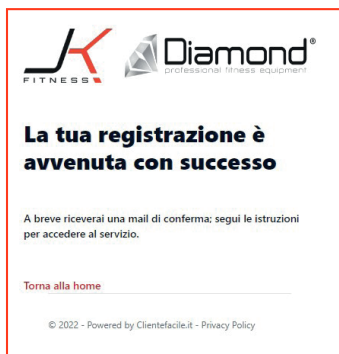 JK
FITNESS
Diamond®
professional fitness equipment
La tua registrazione è
avvenuta con successo
A breve riceverai una mail di conferma; segui le istruzioni
per accedere al servizio.
Torna alla home
© 2022 - Powered by Clientefacile.it - Privacy Policy